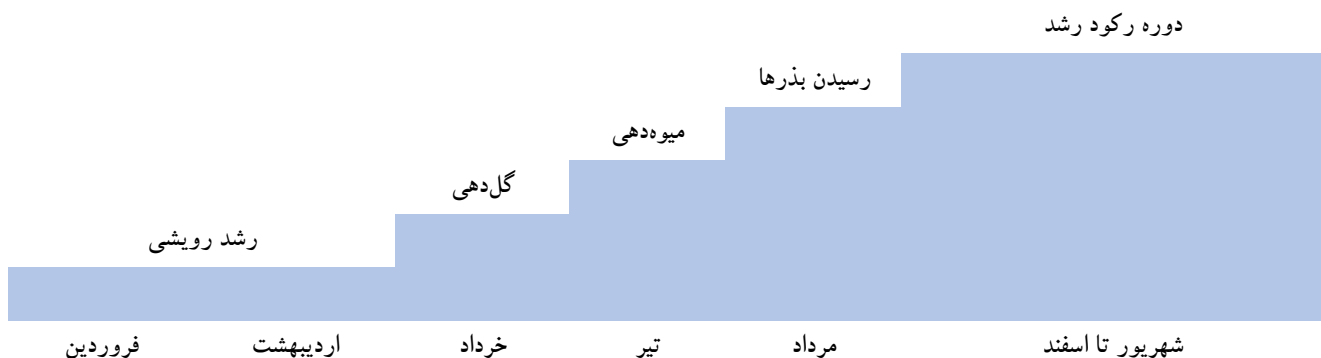 دوره رکود رشد
رسیدن بذرها
میوه‌دهی
گل‌دهی
رشد رویشی
فروردین
اردیبهشت
خرداد
تیر
مرداد
شهریور تا اسفند